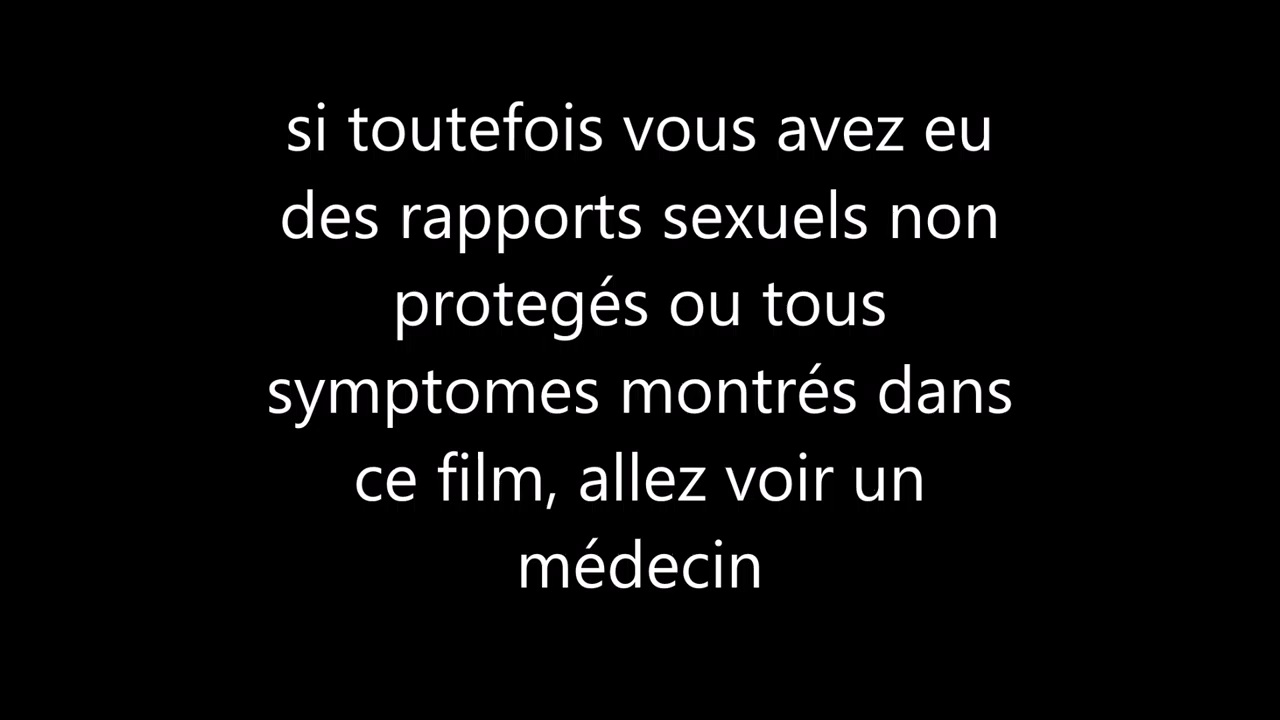 si toutefois vous avez eu
des rapports sexuels non
protegés ou tous
symptomes montrés dans
ce film, allez voir un
médecin